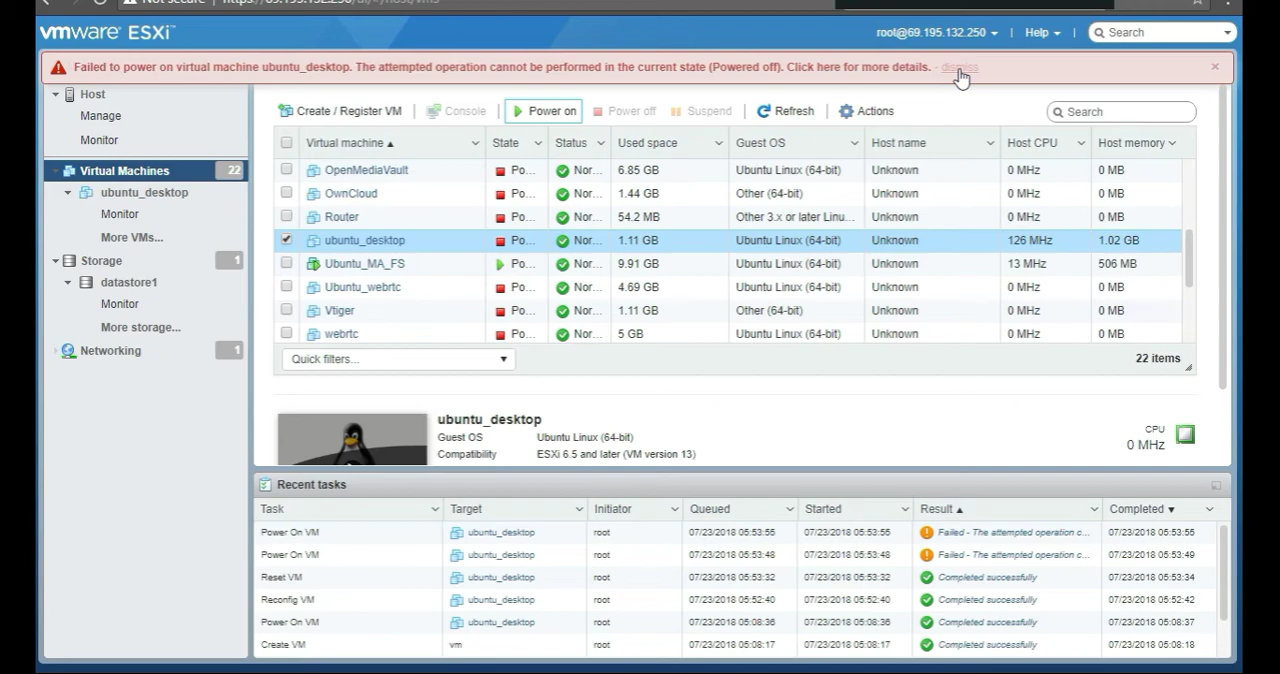 Not secure
vmware ESXi™
root@69.195.132.250
Help
Search
Failed to power on virtual machine ubuntu_desktop. The attempted operation cannot be performed in the current state (Powered off). Click here for more details. - dismiss
Host
Manage
Monitor
Virtual Machines 22
ubuntu_desktop
Monitor
More VMs...
Storage 1
datastore1
Monitor
More storage...
Networking 1
Create / Register VM Console Power on Power off Suspend Refresh Actions Search
Virtual machine State Status Used space Guest OS Host name Host CPU Host memory
OpenMediaVault Po... Nor... 6.85 GB Ubuntu Linux (64-bit) Unknown 0 MHz 0 MB
OwnCloud Po... Nor... 1.44 GB Other (64-bit) Unknown 0 MHz 0 MB
Router Po... Nor... 54.2 MB Other 3.x or later Linu... Unknown 0 MHz 0 MB
ubuntu_desktop Po... Nor... 1.11 GB Ubuntu Linux (64-bit) Unknown 126 MHz 1.02 GB
Ubuntu_MA_FS Po... Nor... 9.91 GB Ubuntu Linux (64-bit) Unknown 13 MHz 506 MB
Ubuntu_webrtc Po... Nor... 4.69 GB Ubuntu Linux (64-bit) Unknown 0 MHz 0 MB
Vtiger Po... Nor... 1.11 GB Other (64-bit) Unknown 0 MHz 0 MB
webrtc Po... Nor... 5 GB Ubuntu Linux (64-bit) Unknown 0 MHz 0 MB
Quick filters... 22 items
ubuntu_desktop
Guest OS Ubuntu Linux (64-bit)
Compatibility ESXi 6.5 and later (VM version 13)
CPU
0 MHz
Recent tasks
Task Target Initiator Queued Started Result Completed
Power On VM ubuntu_desktop root 07/23/2018 05:53:55 07/23/2018 05:53:55 Failed - The attempted operation c... 07/23/2018 05:53:55
Power On VM ubuntu_desktop root 07/23/2018 05:53:48 07/23/2018 05:53:48 Failed - The attempted operation c... 07/23/2018 05:53:49
Reset VM ubuntu_desktop root 07/23/2018 05:53:32 07/23/2018 05:53:32 Completed successfully 07/23/2018 05:53:34
Reconfig VM ubuntu_desktop root 07/23/2018 05:52:40 07/23/2018 05:52:40 Completed successfully 07/23/2018 05:52:42
Power On VM ubuntu_desktop root 07/23/2018 05:08:36 07/23/2018 05:08:36 Completed successfully 07/23/2018 05:08:37
Create VM vm root 07/23/2018 05:08:17 07/23/2018 05:08:17 Completed successfully 07/23/2018 05:08:18